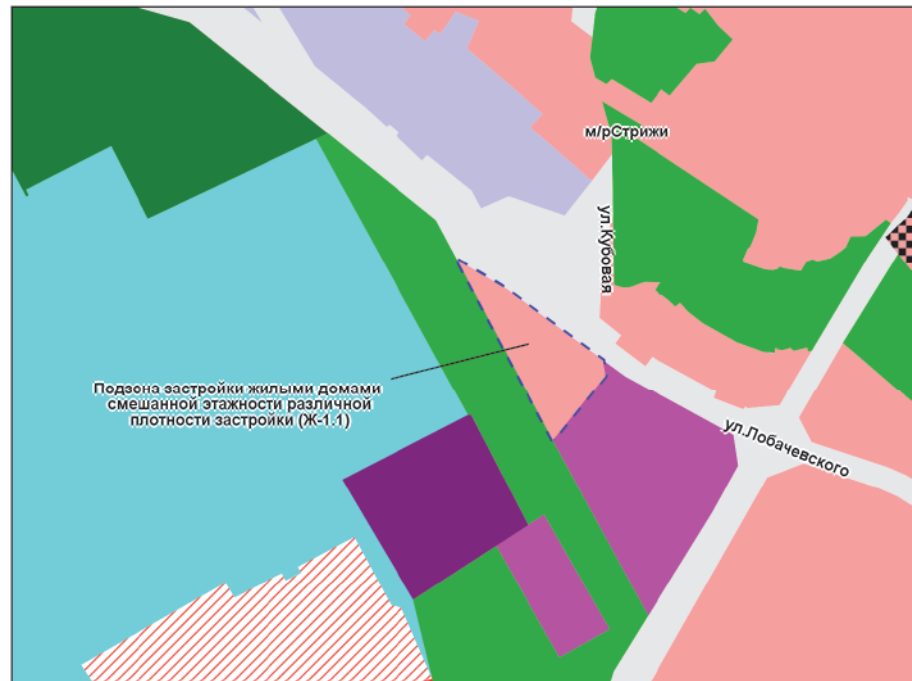 м/рСтрижи
ул.Кубовая
Подзона застройки жилыми домами
смешанной этажности различной
плотности застройки (Ж-1.1)
ул.Лобачевского